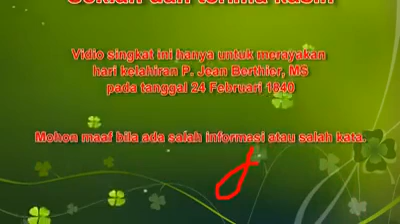 Sekian dan terima kasih
Vidio singkat ini hanya untuk merayakan
hari kelahiran P. Jean Berthier, MS
pada tanggal 24 Februari 1840
Mohon maaf bila ada salah informasi atau salah kata.